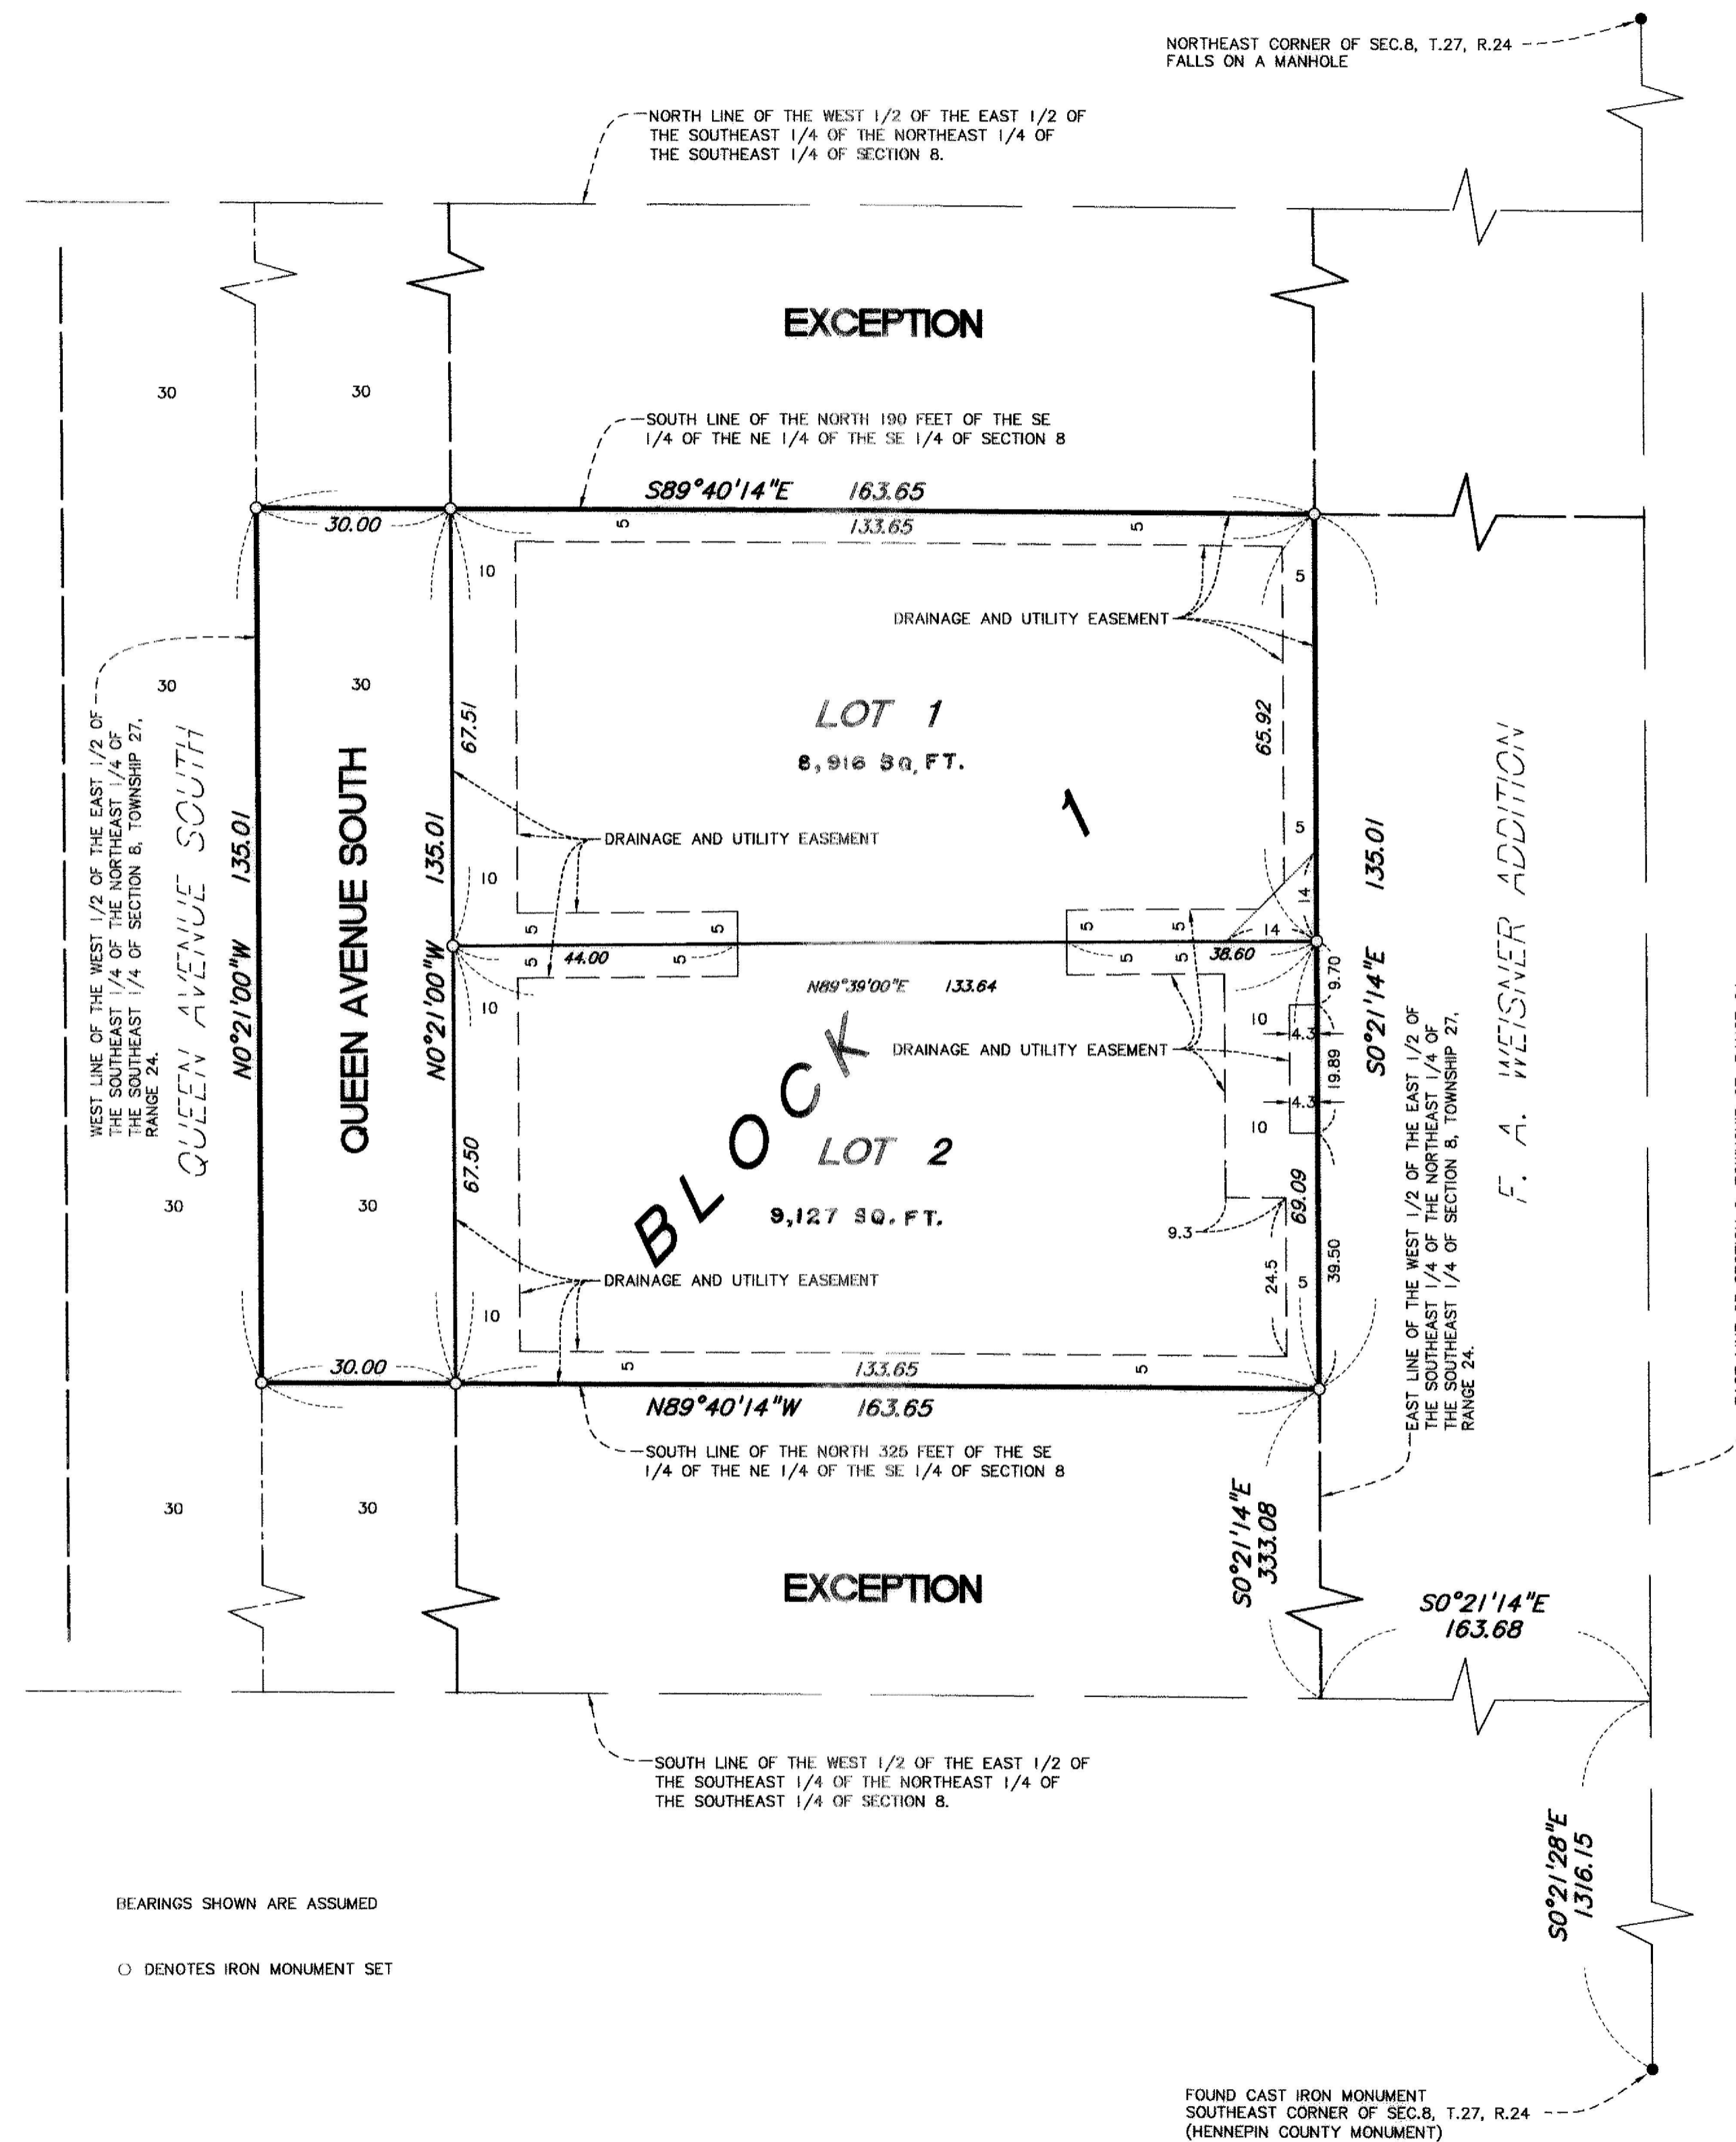 NORTHEAST CORNER OF SEC.8, T.27, R.24
FALLS ON A MANHOLE
NORTH LINE OF THE WEST 1/2 OF THE EAST 1/2 OF
THE SOUTHEAST 1/4 OF THE NORTHEAST 1/4 OF
THE SOUTHEAST 1/4 OF SECTION 8.
EXCEPTION
30
30
SOUTH LINE OF THE NORTH 190 FEET OF THE SE
1/4 OF THE NE 1/4 OF THE SE 1/4 OF SECTION 8
S89°40'14"E 163.65
30.00
5
133.65
5
10
5
DRAINAGE AND UTILITY EASEMENT
30
30
WEST LINE OF THE WEST 1/2 OF THE EAST 1/2 OF
THE SOUTHEAST 1/4 OF THE NORTHEAST 1/4 OF
THE SOUTHEAST 1/4 OF SECTION 8, TOWNSHIP 27,
RANGE 24.
QUEEN AVENUE SOUTH
N0°21'00"W 135.01
QUEEN AVENUE SOUTH
N0°21'00"W 135.01
67.51
LOT 1
8,916 SQ. FT.
65.92
1
DRAINAGE AND UTILITY EASEMENT
5
10
14
14
5
5
5
5
5
44.00
5
5
5
38.60
10
N89°39'00"E 133.64
9.70
10
4.3
DRAINAGE AND UTILITY EASEMENT
19.89
4.3
10
S0°21'14"E 135.01
F. A. WEISNER ADDITION
EAST LINE OF THE WEST 1/2 OF THE EAST 1/2 OF
THE SOUTHEAST 1/4 OF THE NORTHEAST 1/4 OF
THE SOUTHEAST 1/4 OF SECTION 8, TOWNSHIP 27,
RANGE 24.
BLOCK
LOT 2
9,127 SQ. FT.
67.50
69.09
30
30
9.3
24.5
5
39.50
DRAINAGE AND UTILITY EASEMENT
10
30.00
5
133.65
5
N89°40'14"W 163.65
SOUTH LINE OF THE NORTH 325 FEET OF THE SE
1/4 OF THE NE 1/4 OF THE SE 1/4 OF SECTION 8
30
30
S0°21'14"E
333.08
EXCEPTION
S0°21'14"E
163.68
SOUTH LINE OF THE WEST 1/2 OF THE EAST 1/2 OF
THE SOUTHEAST 1/4 OF THE NORTHEAST 1/4 OF
THE SOUTHEAST 1/4 OF SECTION 8.
S0°21'28"E
1316.15
BEARINGS SHOWN ARE ASSUMED
O DENOTES IRON MONUMENT SET
FOUND CAST IRON MONUMENT
SOUTHEAST CORNER OF SEC.8, T.27, R.24
(HENNEPIN COUNTY MONUMENT)